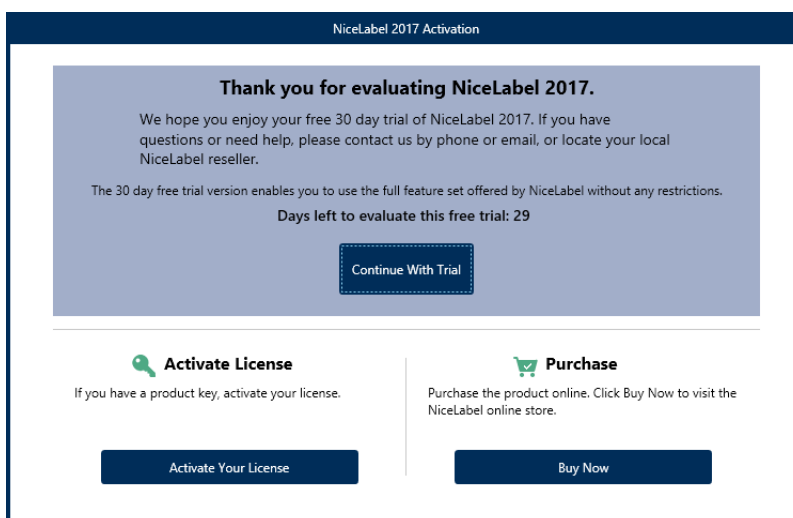 NiceLabel 2017 Activation
Thank you for evaluating NiceLabel 2017.
We hope you enjoy your free 30 day trial of NiceLabel 2017. If you have
questions or need help, please contact us by phone or email, or locate your local
NiceLabel reseller.
The 30 day free trial version enables you to use the full feature set offered by NiceLabel without any restrictions.
Days left to evaluate this free trial: 29
Continue With Trial
Activate License
If you have a product key, activate your license.
Activate Your License
Purchase
Purchase the product online. Click Buy Now to visit the
NiceLabel online store.
Buy Now